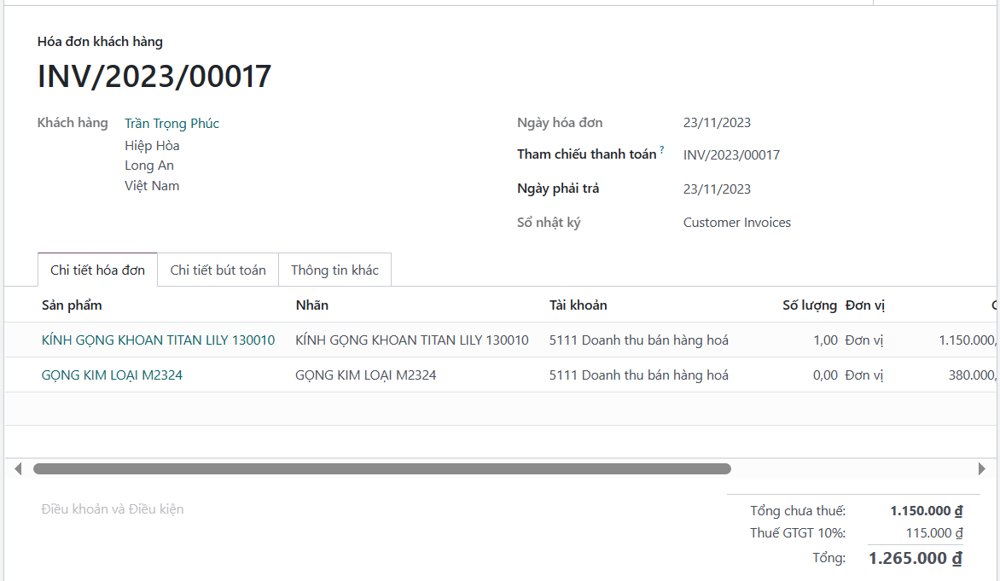 Hóa đơn khách hàng
INV/2023/00017
Khách hàng Trần Trọng Phúc
Hiệp Hòa
Long An
Việt Nam
Ngày hóa đơn 23/11/2023
Tham chiếu thanh toán ? INV/2023/00017
Ngày phải trả 23/11/2023
Sổ nhật ký Customer Invoices
Chi tiết hóa đơn Chi tiết bút toán Thông tin khác
Sản phẩm Nhãn Tài khoản Số lượng Đơn vị
KÍNH GỌNG KHOAN TITAN LILY 130010 KÍNH GỌNG KHOAN TITAN LILY 130010 5111 Doanh thu bán hàng hoá 1,00 Đơn vị 1.150.000,
GỌNG KIM LOẠI M2324 GỌNG KIM LOẠI M2324 5111 Doanh thu bán hàng hoá 0,00 Đơn vị 380.000,
Điều khoản và Điều kiện
Tổng chưa thuế: 1.150.000 ₫
Thuế GTGT 10%: 115.000 ₫
Tổng: 1.265.000 ₫